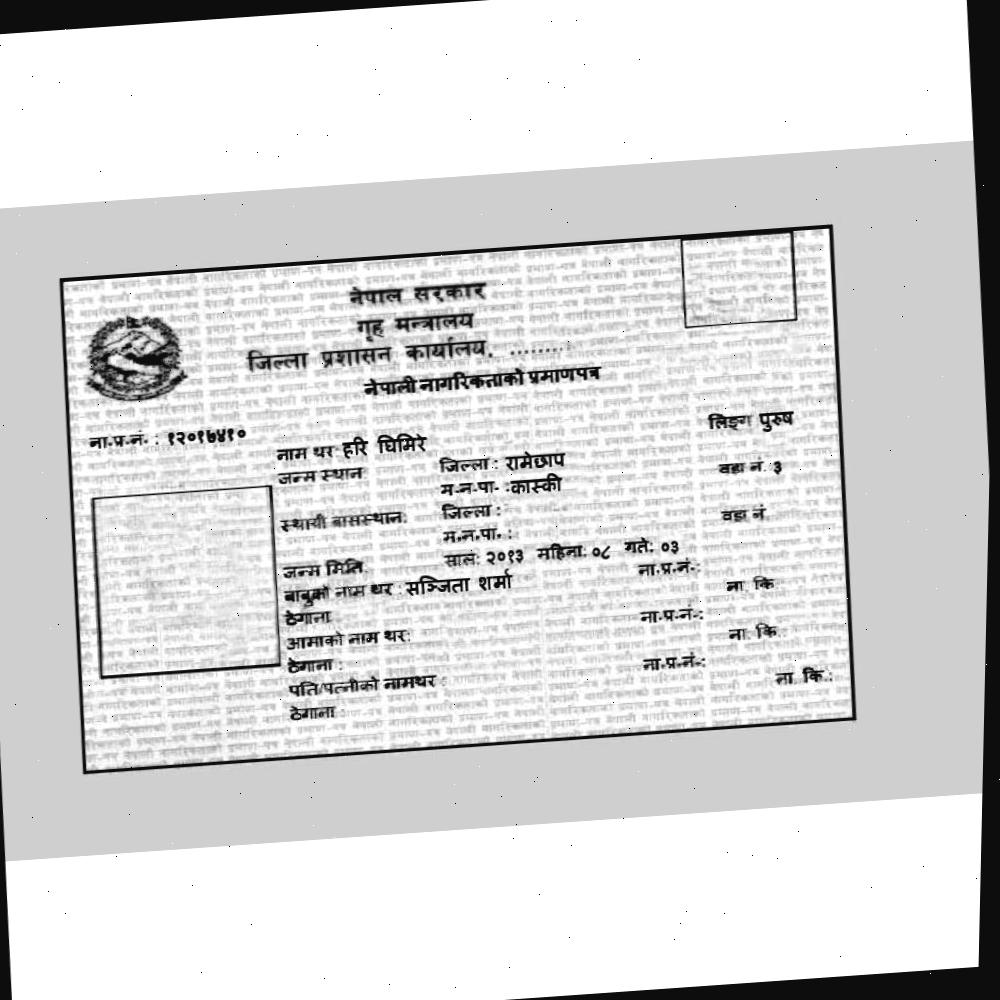 नेपाल सरकार
गृह मन्त्रालय
जिल्ला प्रशासन कार्यालय. .........
नेपाली नागरिकताको प्रमाणपत्र
ना.प्र.नं. : १२०१७४१०
लिङ्ग पुरुष
नाम थर: हरि घिमिरे
जन्म स्थान: जिल्ला : रामेछाप वडा नं. ३
म.न.पा. :कास्की
स्थायी बासस्थान: जिल्ला : वडा नं.
म.न.पा. :
जन्म मिति: साल: २०१३ महिना: ०८ गते: ०३
बाबुको नाम थर : सञ्जिता शर्मा ना.प्र.नं.:
ठेगाना ना. कि.
आमाको नाम थर: ना.प्र.नं.:
ठेगाना : ना. कि.:
पति/पत्नीको नामथर : ना.प्र.नं.:
ठेगाना : ना. कि.: